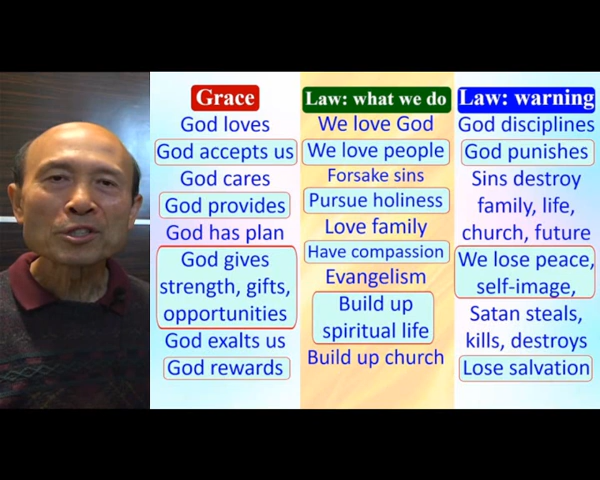 Grace
God loves
God accepts us
God cares
God provides
God has plan
God gives
strength, gifts,
opportunities
God exalts us
God rewards
Law: what we do
We love God
We love people
Forsake sins
Pursue holiness
Love family
Have compassion
Evangelism
Build up
spiritual life
Build up church
Law: warning
God disciplines
God punishes
Sins destroy
family, life,
church, future
We lose peace,
self-image,
Satan steals,
kills, destroys
Lose salvation